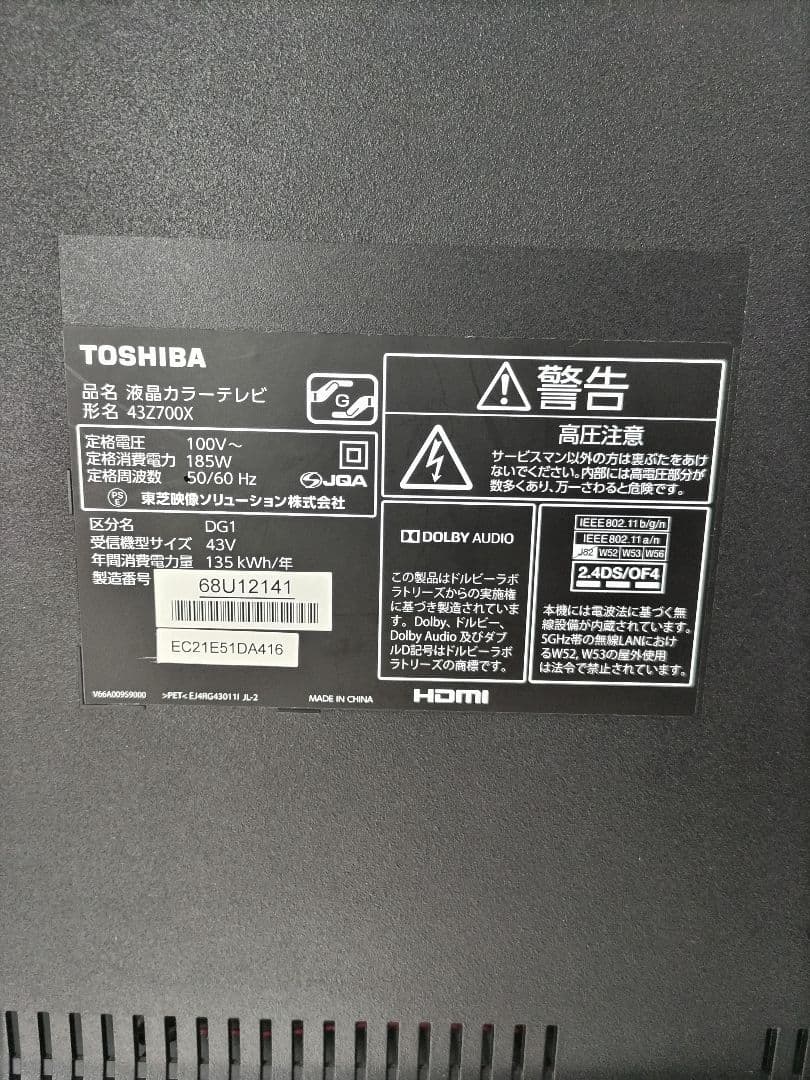 TOSHIBA
品名 液晶カラーテレビ
形名 43Z700X
G
定格電圧 100V～
定格消費電力 185W
定格周波数 50/60 Hz
JQA
PS
E
東芝映像ソリューション株式会社
区分名 DG1
受信機型サイズ 43V
年間消費電力量 135 kWh/年
製造番号
68U12141
EC21E51DA416
V66A00959000 >PET< EJ4RG43011I JL-2 MADE IN CHINA
警告
高圧注意
サービスマン以外の方は裏ぶたをあけ
ないでください。内部には高電圧部分が
数多くあり、万一さわると危険です。
DOLBY AUDIO
この製品はドルビーラボ
ラトリーズからの実施権
に基づき製造されていま
す。Dolby、ドルビー、
Dolby Audio 及びダブ
ルD記号はドルビーラボ
ラトリーズの商標です。
IEEE802.11b/g/n
IEEE802.11a/n
J52 W52 W53 W56
2.4DS/OF4
本機には電波法に基づく無
線設備が内蔵されています。
5GHz帯の無線LANにおけ
るW52, W53の屋外使用
は法令で禁止されています。
HDMI